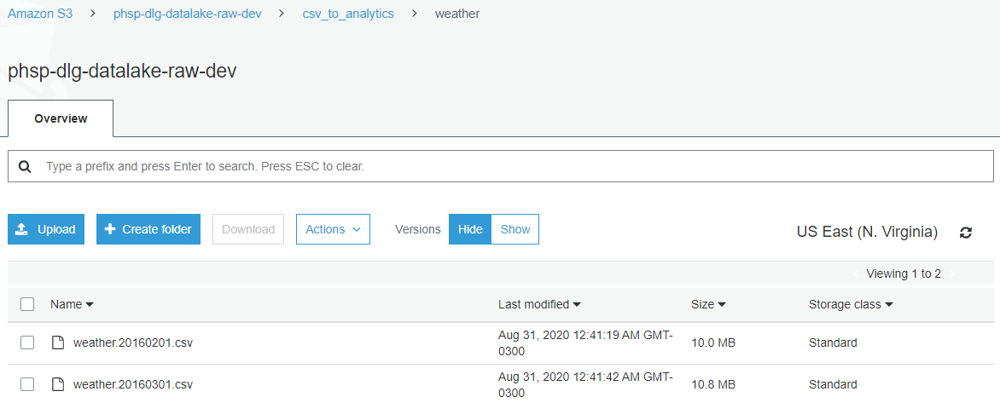 Amazon S3 > phsp-dlg-datalake-raw-dev > csv_to_analytics > weather
phsp-dlg-datalake-raw-dev
Overview
Type a prefix and press Enter to search. Press ESC to clear.
Upload + Create folder Download Actions Versions Hide Show US East (N. Virginia)
Viewing 1 to 2
Name Last modified Size Storage class
weather.20160201.csv Aug 31, 2020 12:41:19 AM GMT-
0300 10.0 MB Standard
weather.20160301.csv Aug 31, 2020 12:41:42 AM GMT-
0300 10.8 MB Standard